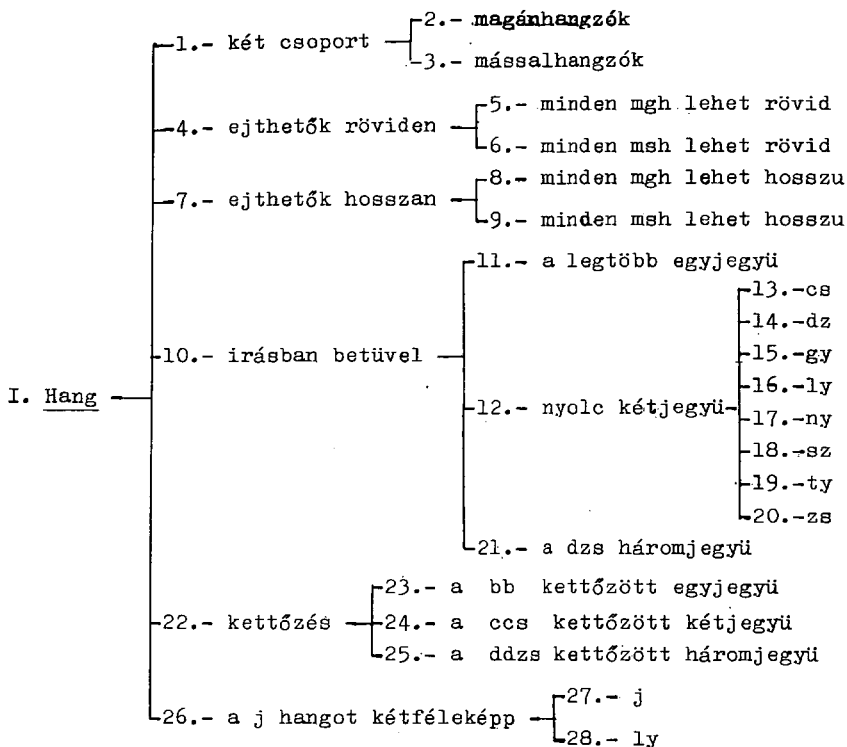 2.- magánhangzók
1.- két csoport
3.- mássalhangzók
5.- minden mgh lehet rövid
4.- ejthetők röviden
6.- minden msh lehet rövid
8.- minden mgh lehet hosszu
7.- ejthetők hosszan
9.- minden msh lehet hosszu
11.- a legtöbb egyjegyü
13.-cs
14.-dz
10.- irásban betüvel
15.-gy
16.-ly
I. Hang
12.- nyolc kétjegyü
17.-ny
18.-sz
19.-ty
20.-zs
21.- a dzs háromjegyü
23.- a bb kettőzött egyjegyü
22.- kettőzés
24.- a ccs kettőzött kétjegyü
25.- a ddzs kettőzött háromjegyü
27.- j
26.- a j hangot kétféleképp
28.- ly